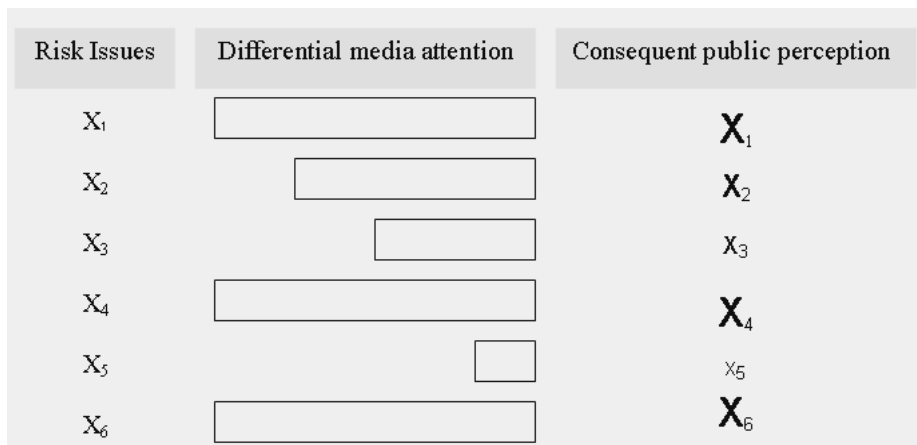 Risk Issues Differential media attention Consequent public perception
X₁ X₁
X₂ X₂
X₃ X₃
X₄ X₄
X₅ X₅
X₆ X₆